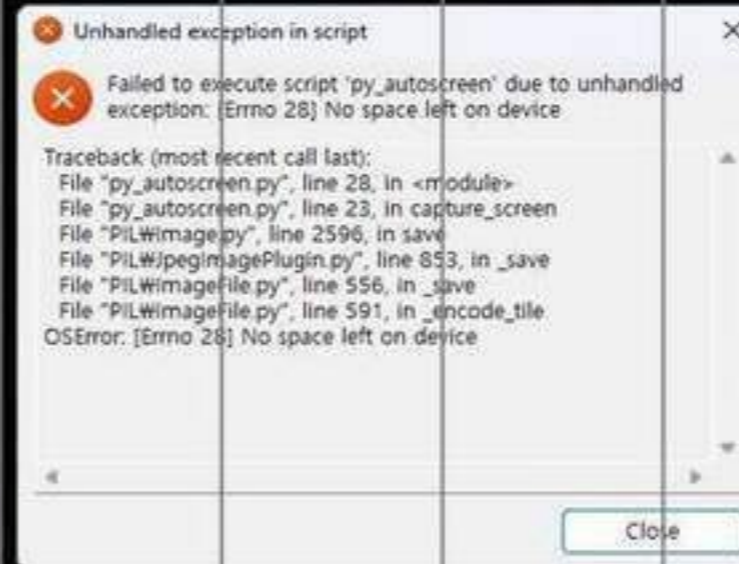 Unhandled exception in script
Failed to execute script 'py_autoscreen' due to unhandled
exception: [Errno 28] No space left on device
Traceback (most recent call last):
File "py_autoscreen.py", line 28, in <module>
File "py_autoscreen.py", line 23, in capture_screen
File "PIL₩Image.py", line 2596, in save
File "PIL₩JpegImagePlugin.py", line 853, in _save
File "PIL₩ImageFile.py", line 556, in _save
File "PIL₩ImageFile.py", line 591, in _encode_tile
OSError: [Errno 28] No space left on device
Close